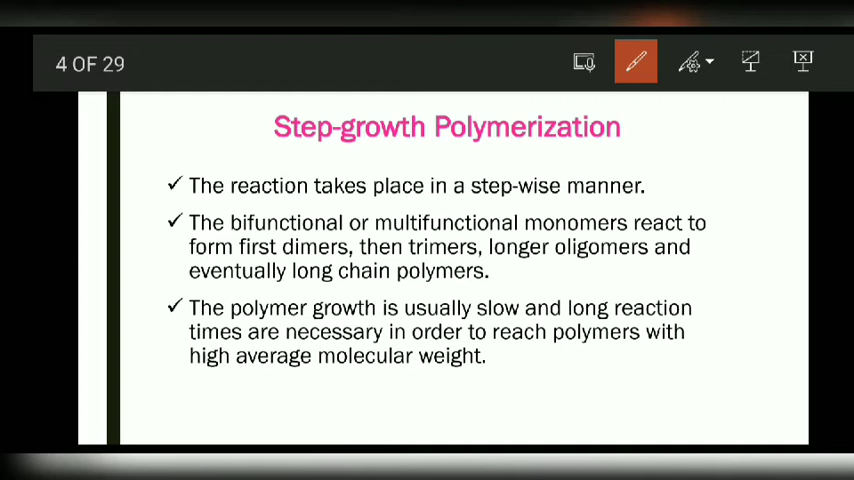 4 OF 29
Step-growth Polymerization
✓ The reaction takes place in a step-wise manner.
✓ The bifunctional or multifunctional monomers react to
form first dimers, then trimers, longer oligomers and
eventually long chain polymers.
✓ The polymer growth is usually slow and long reaction
times are necessary in order to reach polymers with
high average molecular weight.